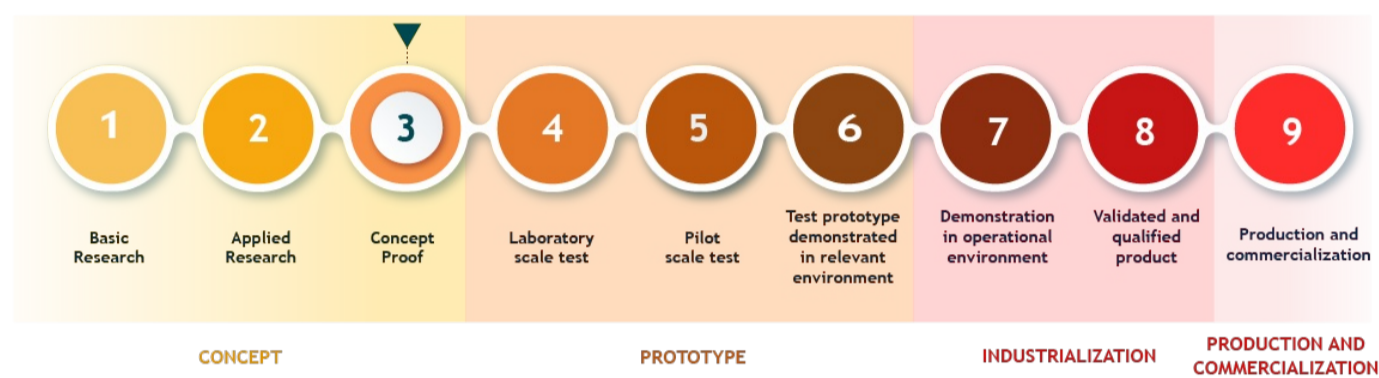 1
2
3
4
5
6
7
8
9
Basic
Research
Applied
Research
Concept
Proof
Laboratory
scale test
Pilot
scale test
Test prototype
demonstrated
in relevant
environment
Demonstration
in operational
environment
Validated and
qualified
product
Production and
commercialization
CONCEPT
PROTOTYPE
INDUSTRIALIZATION
PRODUCTION AND
COMMERCIALIZATION